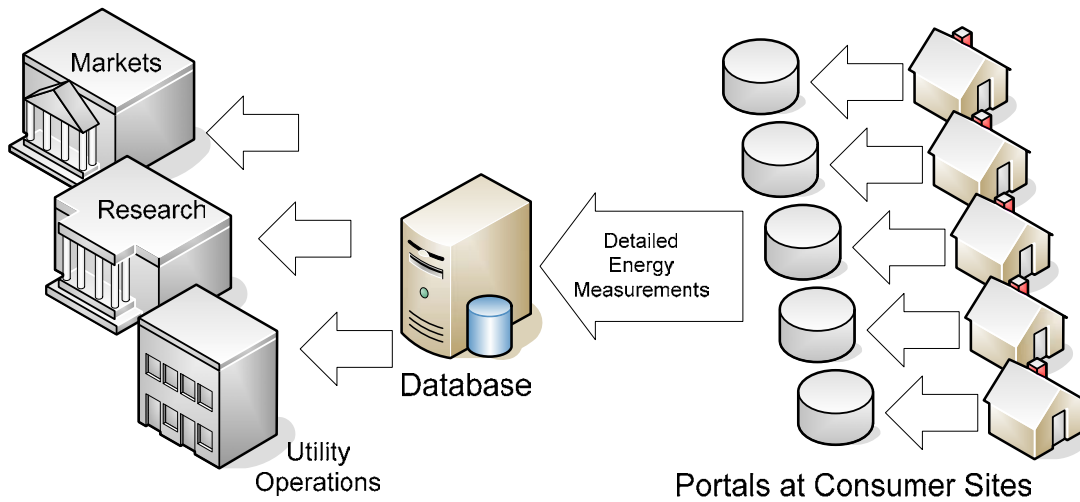 Markets
Research
Utility
Operations
Database
Detailed
Energy
Measurements
Portals at Consumer Sites